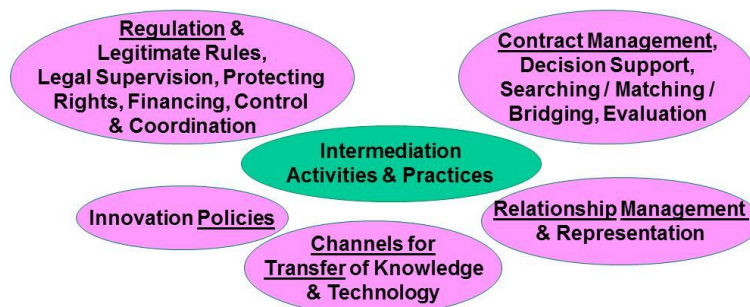 Regulation &
Legitimate Rules,
Legal Supervision, Protecting
Rights, Financing, Control
& Coordination
Contract Management,
Decision Support,
Searching / Matching /
Bridging, Evaluation
Intermediation
Activities & Practices
Innovation Policies
Channels for
Transfer of Knowledge
& Technology
Relationship Management
& Representation